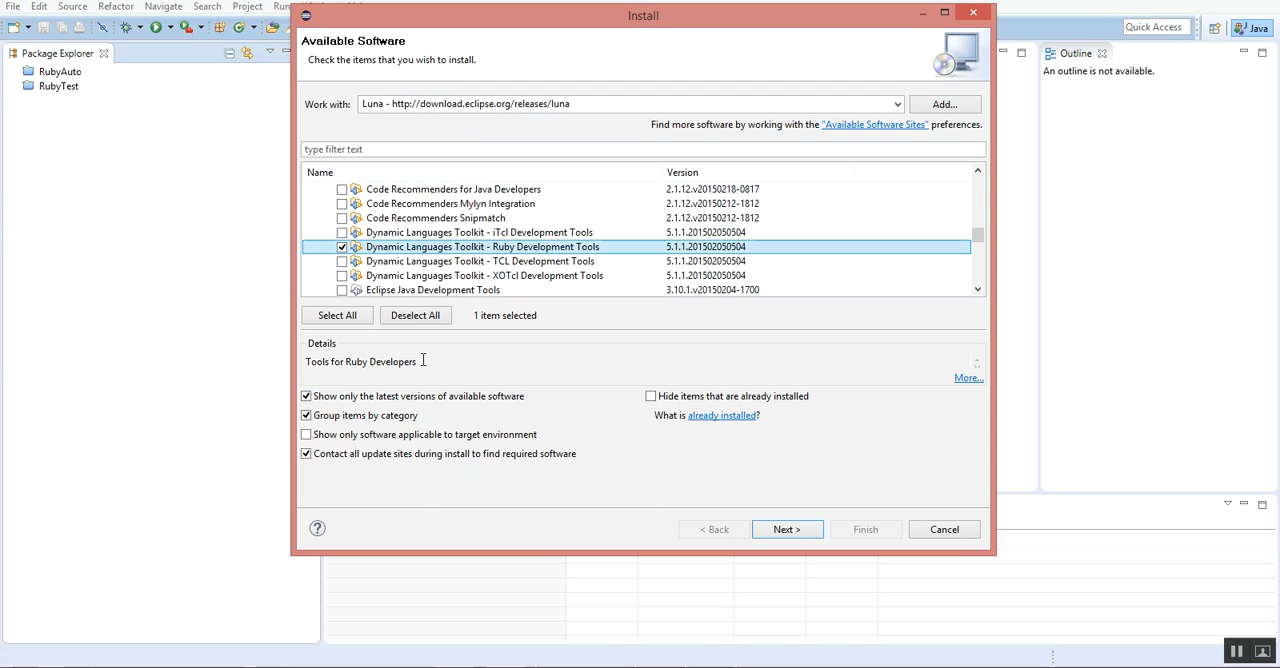 File Edit Source Refactor Navigate Search Project
Install
Quick Access
Java
Package Explorer
RubyAuto
RubyTest
Outline
An outline is not available.
Available Software
Check the items that you wish to install.
Work with: Luna - http://download.eclipse.org/releases/luna
Add...
Find more software by working with the "Available Software Sites" preferences.
type filter text
Name Version
Code Recommenders for Java Developers 2.1.12.v20150218-0817
Code Recommenders Mylyn Integration 2.1.12.v20150212-1812
Code Recommenders Snipmatch 2.1.12.v20150212-1812
Dynamic Languages Toolkit - iTcl Development Tools 5.1.1.201502050504
Dynamic Languages Toolkit - Ruby Development Tools 5.1.1.201502050504
Dynamic Languages Toolkit - TCL Development Tools 5.1.1.201502050504
Dynamic Languages Toolkit - XOTcl Development Tools 5.1.1.201502050504
Eclipse Java Development Tools 3.10.1.v20150204-1700
Select All Deselect All 1 item selected
Details
Tools for Ruby Developers
More...
Show only the latest versions of available software Hide items that are already installed
Group items by category What is already installed?
Show only software applicable to target environment
Contact all update sites during install to find required software
? < Back Next > Finish Cancel